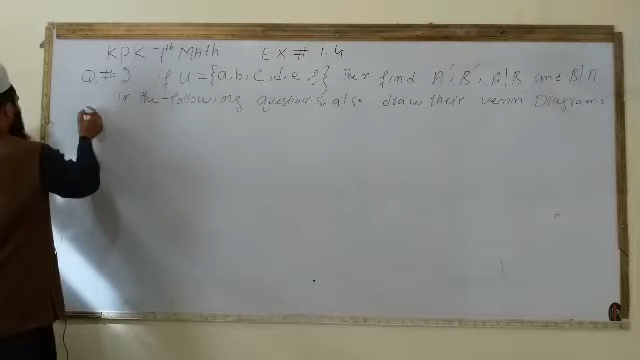 KPK 7th MATH EX # 1.4
Q.# 9 if U = {a, b, c, d, e, f} Then find A', B', A|B and B|A
in the following questions also draw their venn Diagrams